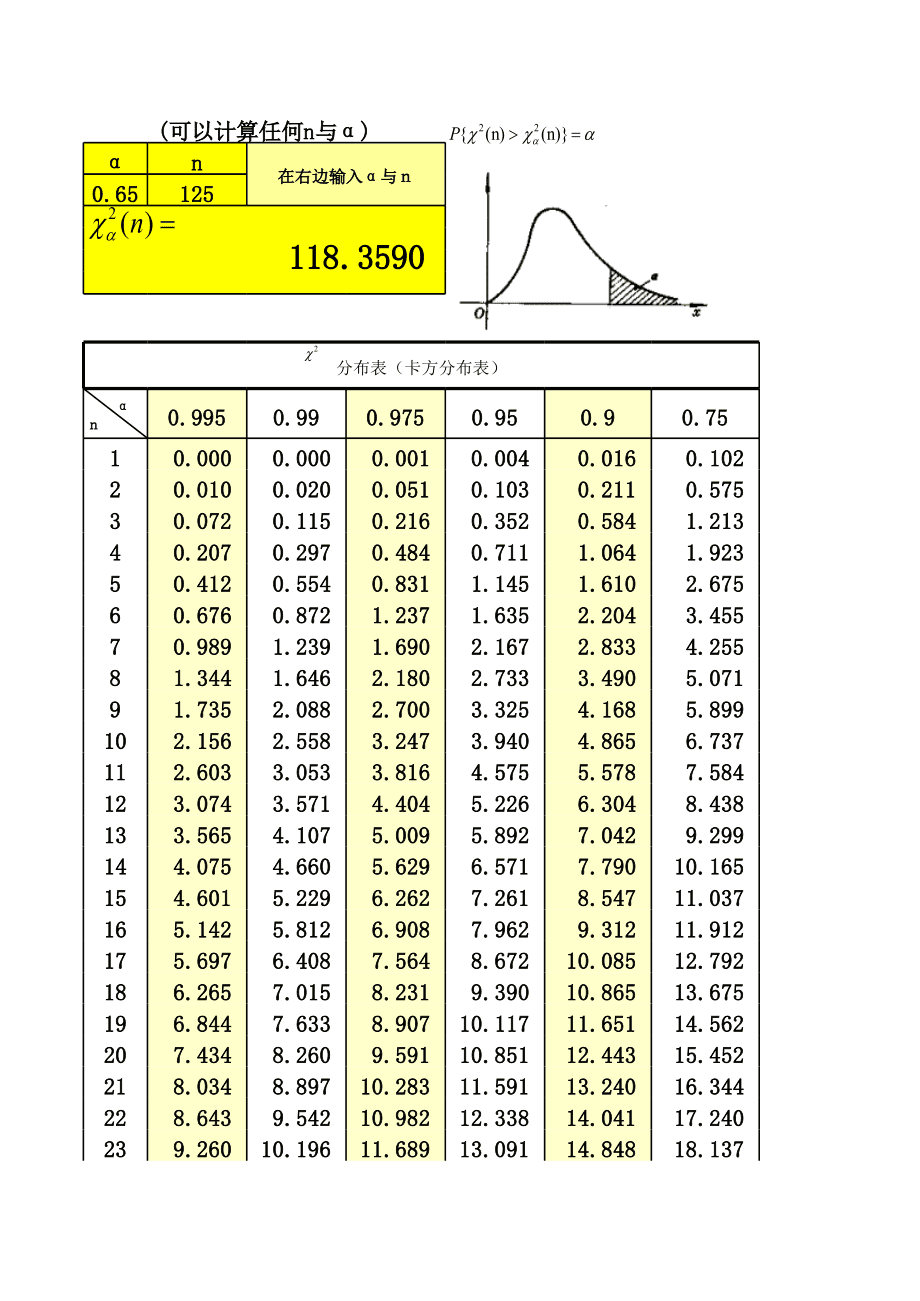 (可以计算任何n与α) P{χ²(n) > χ²α(n)} = α
α n 在右边输入α与n
0.65 125
χ²α(n) =
118.3590
α
O x
χ²
分布表（卡方分布表）
n α 0.995 0.99 0.975 0.95 0.9 0.75
1 0.000 0.000 0.001 0.004 0.016 0.102
2 0.010 0.020 0.051 0.103 0.211 0.575
3 0.072 0.115 0.216 0.352 0.584 1.213
4 0.207 0.297 0.484 0.711 1.064 1.923
5 0.412 0.554 0.831 1.145 1.610 2.675
6 0.676 0.872 1.237 1.635 2.204 3.455
7 0.989 1.239 1.690 2.167 2.833 4.255
8 1.344 1.646 2.180 2.733 3.490 5.071
9 1.735 2.088 2.700 3.325 4.168 5.899
10 2.156 2.558 3.247 3.940 4.865 6.737
11 2.603 3.053 3.816 4.575 5.578 7.584
12 3.074 3.571 4.404 5.226 6.304 8.438
13 3.565 4.107 5.009 5.892 7.042 9.299
14 4.075 4.660 5.629 6.571 7.790 10.165
15 4.601 5.229 6.262 7.261 8.547 11.037
16 5.142 5.812 6.908 7.962 9.312 11.912
17 5.697 6.408 7.564 8.672 10.085 12.792
18 6.265 7.015 8.231 9.390 10.865 13.675
19 6.844 7.633 8.907 10.117 11.651 14.562
20 7.434 8.260 9.591 10.851 12.443 15.452
21 8.034 8.897 10.283 11.591 13.240 16.344
22 8.643 9.542 10.982 12.338 14.041 17.240
23 9.260 10.196 11.689 13.091 14.848 18.137